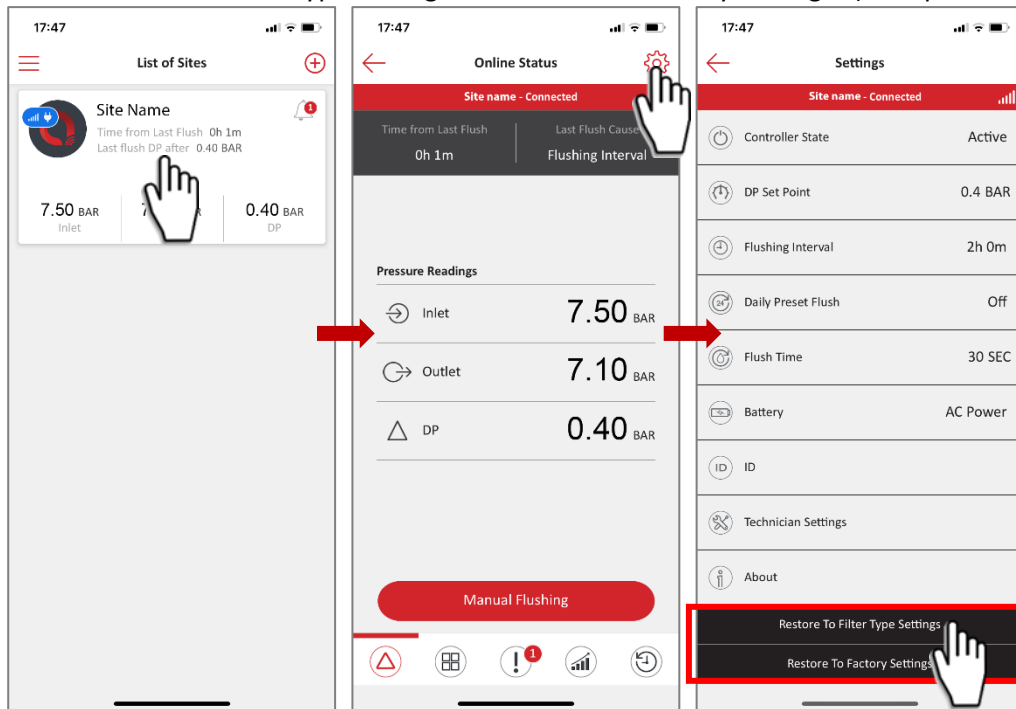 17:47
List of Sites
Site Name
1
Time from Last Flush 0h 1m
Last flush DP after 0.40 BAR
7.50 BAR
0.40 BAR
Inlet
DP
17:47
Online Status
Site name - Connected
Time from Last Flush
Last Flush Cause
0h 1m
Flushing Interval
Pressure Readings
Inlet
7.50 BAR
Outlet
7.10 BAR
DP
0.40 BAR
Manual Flushing
1
17:47
Settings
Site name - Connected
Controller State
Active
DP Set Point
0.4 BAR
Flushing Interval
2h 0m
24
Daily Preset Flush
Off
Flush Time
30 SEC
Battery
AC Power
ID
ID
Technician Settings
About
Restore To Filter Type Settings
Restore To Factory Settings